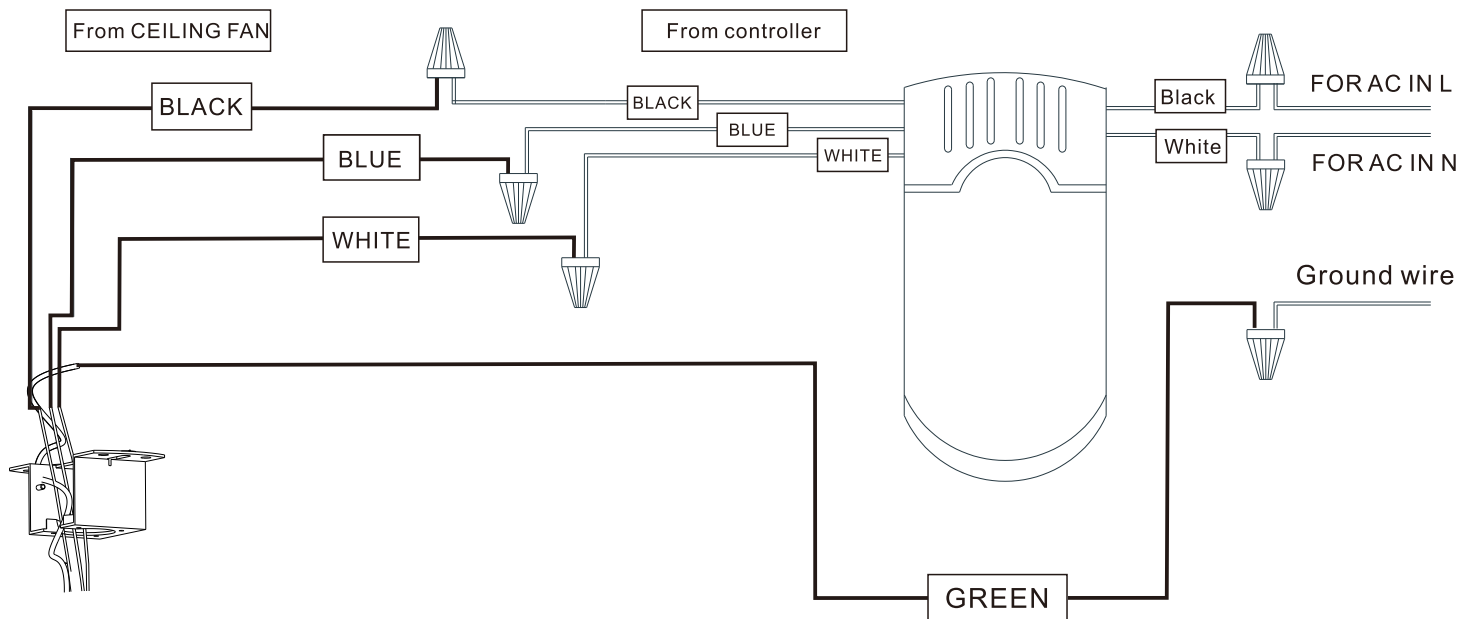 From CEILING FAN
From controller
BLACK
BLACK
Black
FOR AC IN L
BLUE
BLUE
WHITE
White
FOR AC IN N
WHITE
Ground wire
GREEN